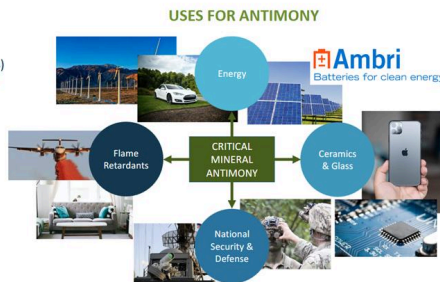 USES FOR ANTIMONY
)
Energy
Ambri
Batteries for clean energy
Flame
Retardants
CRITICAL
MINERAL
ANTIMONY
Ceramics
& Glass
National
Security &
Defense